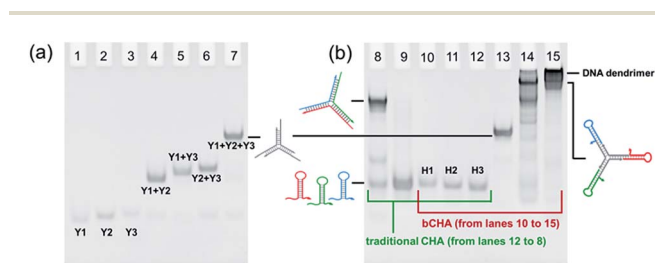 (a)
1 2 3 4 5 6 7
Y1+Y2+Y3
Y1+Y3
Y1+Y2
Y2+Y3
Y1 Y2 Y3
(b)
8 9 10 11 12 13 14 15
DNA dendrimer
H1 H2 H3
bCHA (from lanes 10 to 15)
traditional CHA (from lanes 12 to 8)